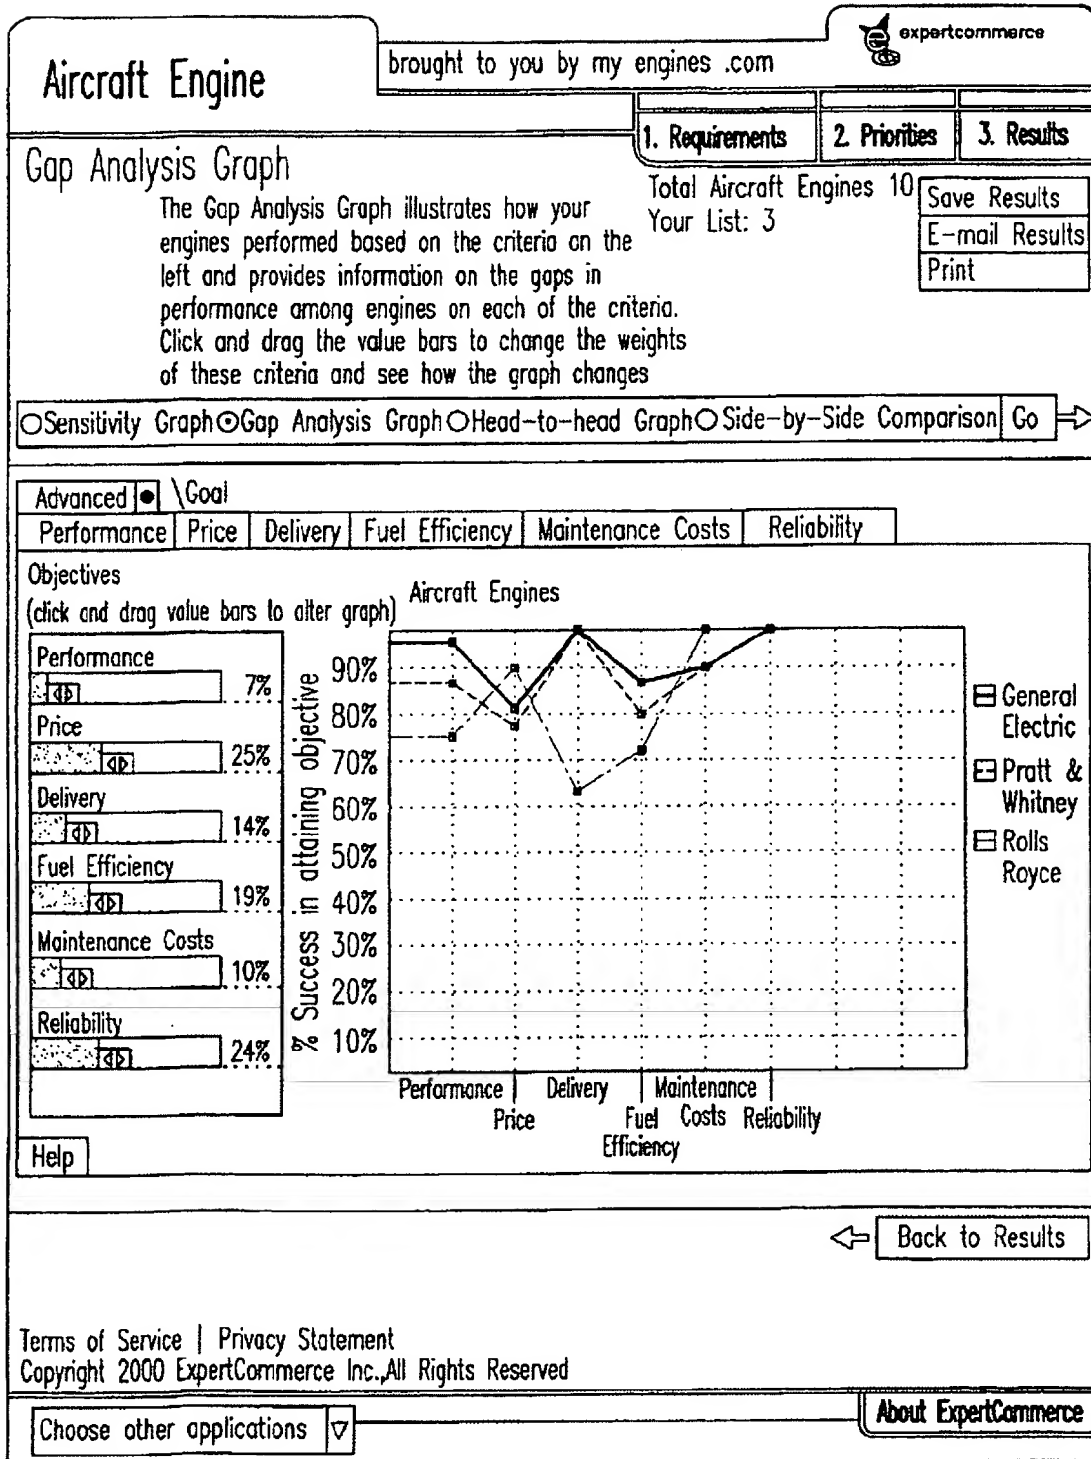 Aircraft Engine
brought to you by my engines .com
expertcommerce
1. Requirements
2. Priorities
3. Results
Gap Analysis Graph
The Gap Analysis Graph illustrates how your
engines performed based on the criteria on the
left and provides information on the gaps in
performance among engines on each of the criteria.
Click and drag the value bars to change the weights
of these criteria and see how the graph changes
Total Aircraft Engines 10
Your List: 3
Save Results
E-mail Results
Print
Sensitivity Graph Gap Analysis Graph Head-to-head Graph Side-by-Side Comparison Go
Advanced \Goal
Performance Price Delivery Fuel Efficiency Maintenance Costs Reliability
Objectives
(click and drag value bars to alter graph)
Performance
7%
Price
25%
Delivery
14%
Fuel Efficiency
19%
Maintenance Costs
10%
Reliability
24%
Aircraft Engines
% Success in attaining objective
90%
80%
70%
60%
50%
40%
30%
20%
10%
Performance
Price
Delivery
Fuel
Efficiency
Maintenance
Costs
Reliability
General
Electric
Pratt &
Whitney
Rolls
Royce
Help
Back to Results
Terms of Service | Privacy Statement
Copyright 2000 ExpertCommerce Inc.,All Rights Reserved
Choose other applications
About ExpertCommerce